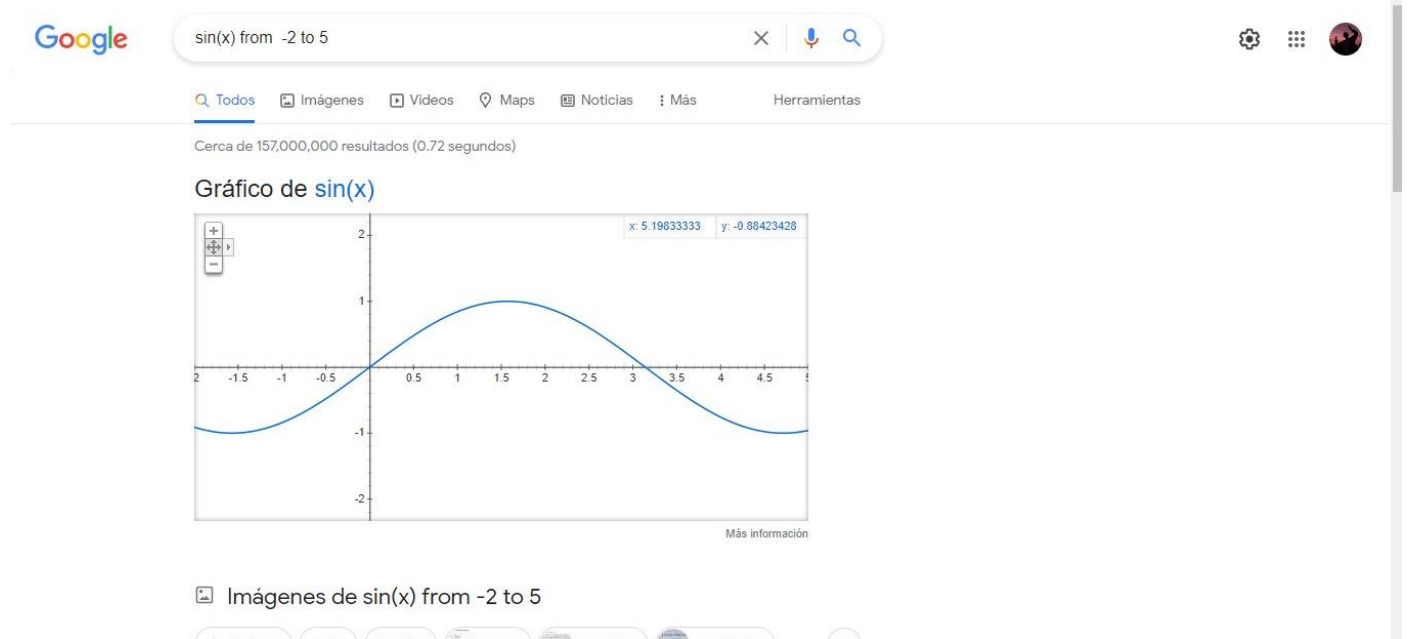 Google
sin(x) from -2 to 5
Todos Imágenes Videos Maps Noticias Más Herramientas
Cerca de 157,000,000 resultados (0.72 segundos)
Gráfico de sin(x)
x: 5.19833333 y: -0.88423428
2
1
2 -1.5 -1 -0.5 0.5 1 1.5 2 2.5 3 3.5 4 4.5
-1
-2
Más información
Imágenes de sin(x) from -2 to 5